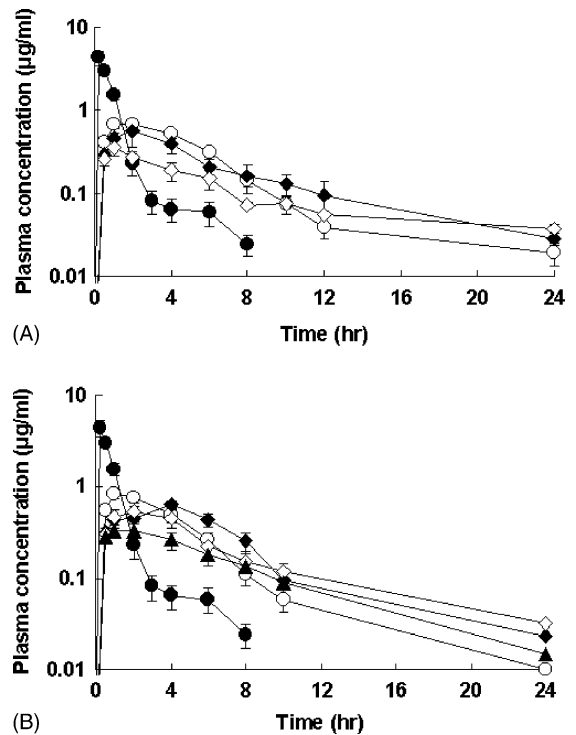 Plasma concentration (µg/ml)
10
1
0.1
0.01
0 4 8 12 16 20 24
Time (hr)
(A)
Plasma concentration (µg/ml)
10
1
0.1
0.01
0 4 8 12 16 20 24
Time (hr)
(B)